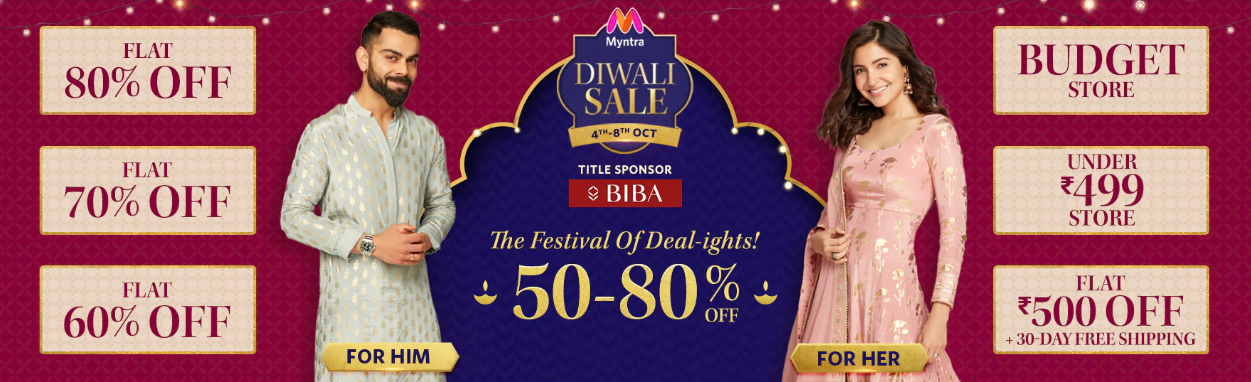 FLAT
80% OFF
FLAT
70% OFF
FLAT
60% OFF
FOR HIM
Myntra
DIWALI
SALE
4TH-8TH OCT
TITLE SPONSOR
BIBA
The Festival Of Deal-ights!
50-80%
OFF
FOR HER
BUDGET
STORE
UNDER
₹499
STORE
FLAT
₹500 OFF
+ 30-DAY FREE SHIPPING